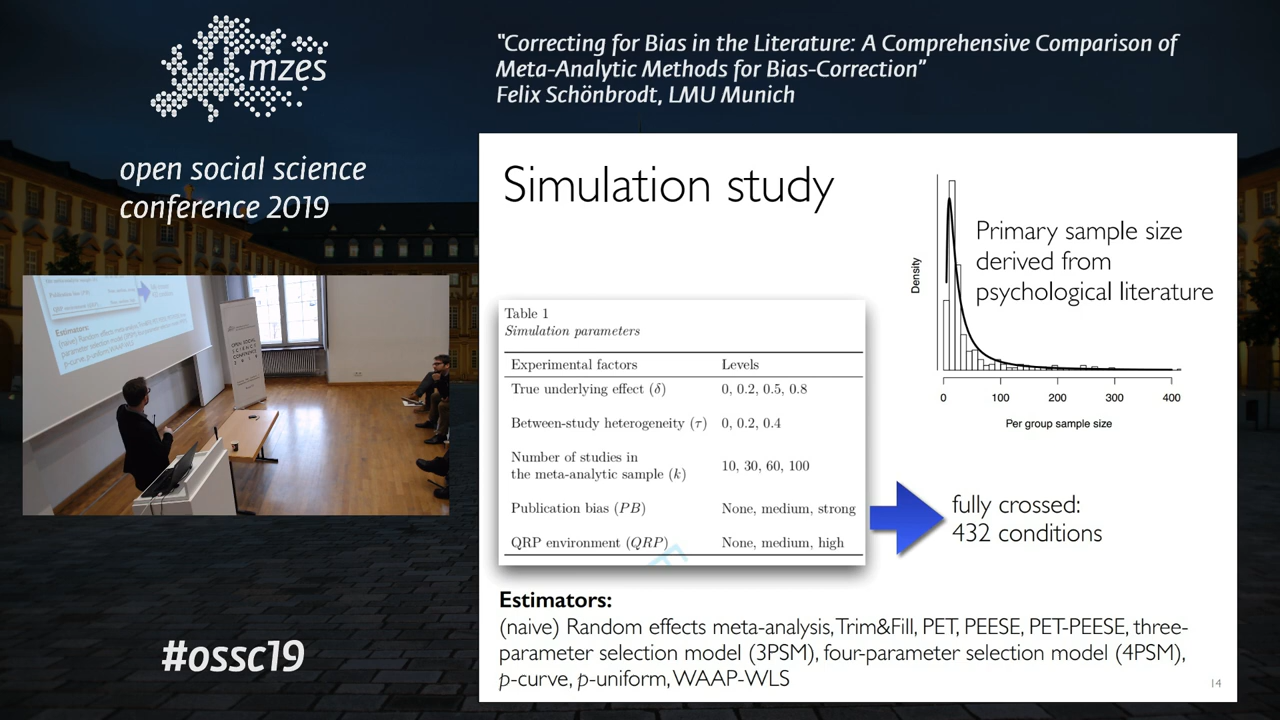 mzes
open social science
conference 2019
#ossc19
"Correcting for Bias in the Literature: A Comprehensive Comparison of
Meta-Analytic Methods for Bias-Correction"
Felix Schönbrodt, LMU Munich
Simulation study
Table 1
Simulation parameters
Experimental factors Levels
True underlying effect (δ) 0, 0.2, 0.5, 0.8
Between-study heterogeneity (τ) 0, 0.2, 0.4
Number of studies in
the meta-analytic sample (k) 10, 30, 60, 100
Publication bias (PB) None, medium, strong
QRP environment (QRP) None, medium, high
Primary sample size
derived from
psychological literature
Density
0 100 200 300 400
Per group sample size
fully crossed:
432 conditions
Estimators:
(naive) Random effects meta-analysis, Trim&Fill, PET, PEESE, PET-PEESE, three-
parameter selection model (3PSM), four-parameter selection model (4PSM),
p-curve, p-uniform, WAAP-WLS
14
OPEN SOCIAL
SCIENCE
CONFERENCE
2019
Estimators: